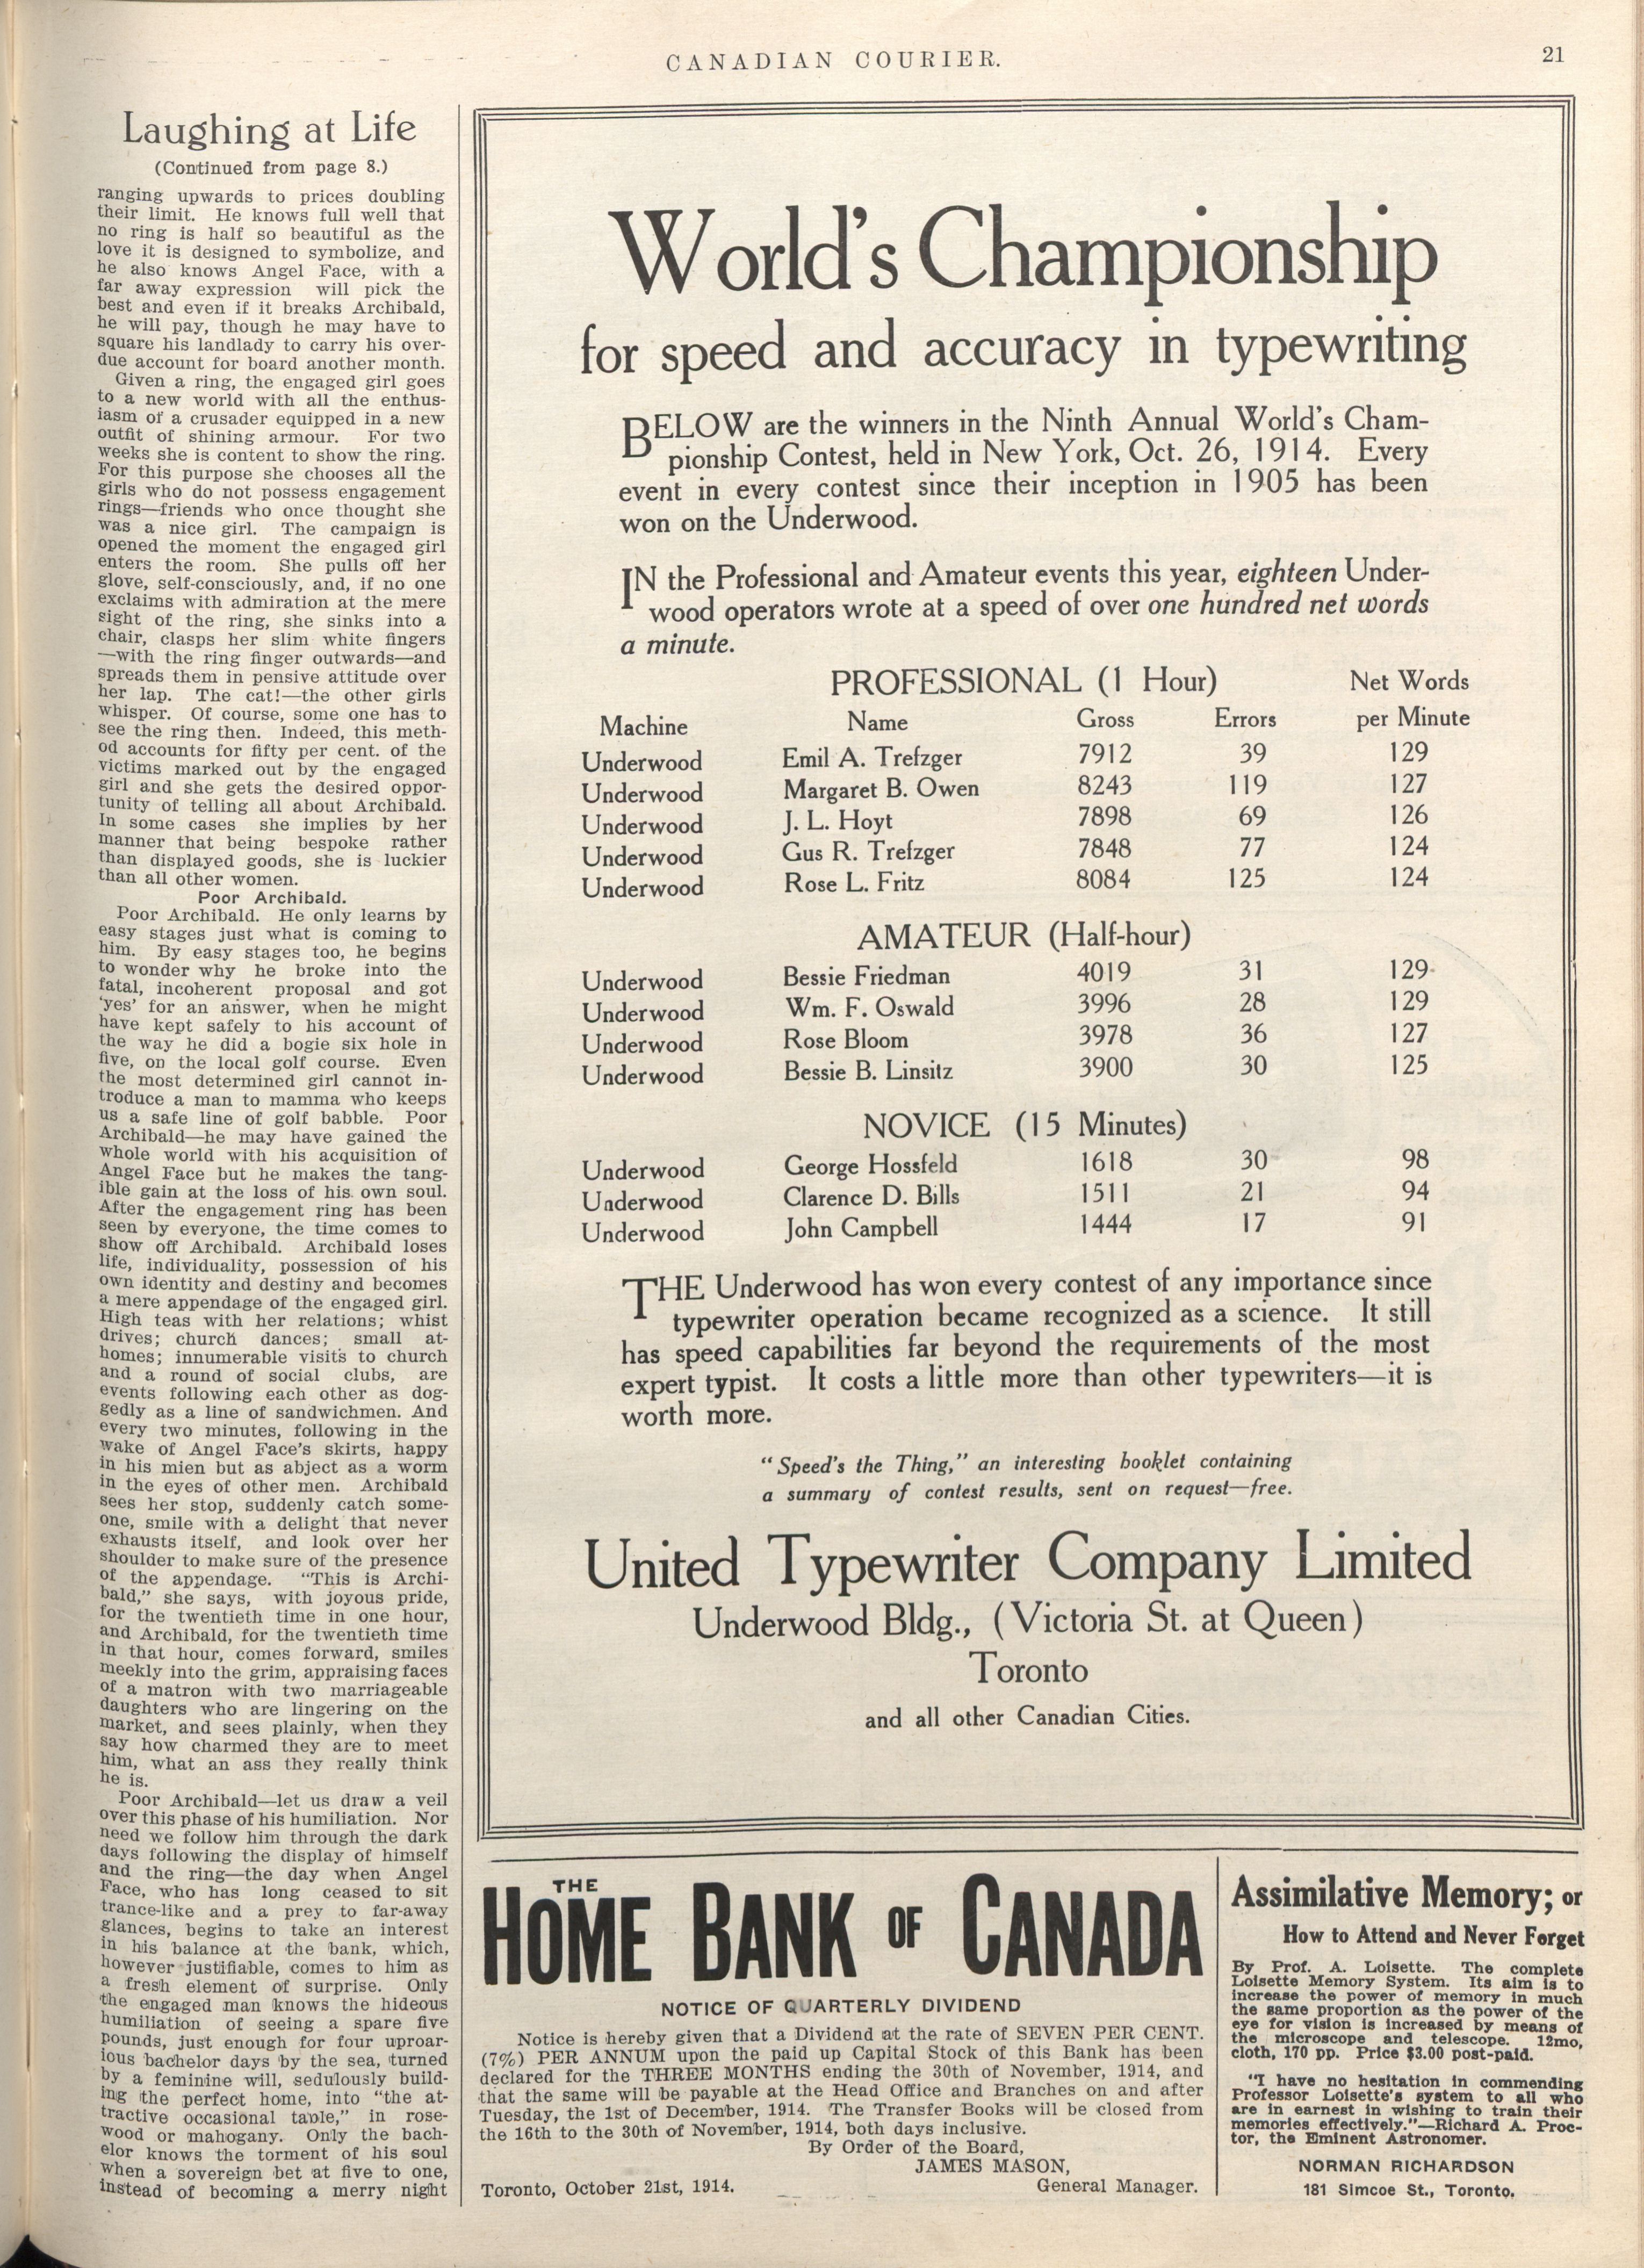 CANADIAN COURIER.
21
Laughing at Life
(Continued from page 8.)
ranging upwards to prices doubling
their limit. He knows full well that
no ring is half so beautiful as the
love it is designed to symbolize, and
he also knows Angel Face, with a
far away expression will pick the
best and even if it breaks Archibald,
he will pay, though he may have to
square his landlady to carry his over-
due account for board another month.
Given a ring, the engaged girl goes
to a new world with all the enthus-
iasm of a crusader equipped in a new
outfit of shining armour. For two
weeks she is content to show the ring.
For this purpose she chooses all the
girls who do not possess engagement
rings—friends who once thought she
was a nice girl. The campaign is
opened the moment the engaged girl
enters the room. She pulls off her
glove, self-consciously, and, if no one
exclaims with admiration at the mere
sight of the ring, she sinks into a
chair, clasps her slim white fingers
—with the ring finger outwards—and
spreads them in pensive attitude over
her lap. The cat!—the other girls
whisper. Of course, some one has to
see the ring then. Indeed, this meth-
od accounts for fifty per cent. of the
victims marked out by the engaged
girl and she gets the desired oppor-
tunity of telling all about Archibald.
In some cases she implies by her
manner that being bespoke rather
than displayed goods, she is luckier
than all other women.
Poor Archibald.
Poor Archibald. He only learns by
easy stages just what is coming to
him. By easy stages too, he begins
to wonder why he broke into the
fatal, incoherent proposal and got
'yes' for an answer, when he might
have kept safely to his account of
the way he did a bogie six hole in
five, on the local golf course. Even
the most determined girl cannot in-
troduce a man to mamma who keeps
us a safe line of golf babble. Poor
Archibald—he may have gained the
whole world with his acquisition of
Angel Face but he makes the tang-
ible gain at the loss of his own soul.
After the engagement ring has been
seen by everyone, the time comes to
show off Archibald. Archibald loses
life, individuality, possession of his
own identity and destiny and becomes
a mere appendage of the engaged girl.
High teas with her relations; whist
drives; church dances; small at-
homes; innumerable visits to church
and a round of social clubs, are
events following each other as dog-
gedly as a line of sandwichmen. And
every two minutes, following in the
wake of Angel Face's skirts, happy
in his mien but as abject as a worm
in the eyes of other men. Archibald
sees her stop, suddenly catch some-
one, smile with a delight that never
exhausts itself, and look over her
shoulder to make sure of the presence
of the appendage. "This is Archi-
bald," she says, with joyous pride,
for the twentieth time in one hour,
and Archibald, for the twentieth time
in that hour, comes forward, smiles
meekly into the grim, appraising faces
of a matron with two marriageable
daughters who are lingering on the
market, and sees plainly, when they
say how charmed they are to meet
him, what an ass they really think
he is.
Poor Archibald—let us draw a veil
over this phase of his humiliation. Nor
need we follow him through the dark
days following the display of himself
and the ring—the day when Angel
Face, who has long ceased to sit
trance-like and a prey to far-away
glances, begins to take an interest
in his balance at the bank, which,
however justifiable, comes to him as
a fresh element of surprise. Only
the engaged man knows the hideous
humiliation of seeing a spare five
pounds, just enough for four uproar-
ious bachelor days by the sea, turned
by a feminine will, sedulously build-
ing the perfect home, into "the at-
tractive occasional table," in rose-
wood or mahogany. Only the bach-
elor knows the torment of his soul
when a sovereign bet at five to one,
instead of becoming a merry night
World's Championship
for speed and accuracy in typewriting
BELOW are the winners in the Ninth Annual World's Cham-
pionship Contest, held in New York, Oct. 26, 1914. Every
event in every contest since their inception in 1905 has been
won on the Underwood.
IN the Professional and Amateur events this year, eighteen Under-
wood operators wrote at a speed of over one hundred net words
a minute.
PROFESSIONAL (1 Hour) Net Words
Machine Name Gross Errors per Minute
Underwood Emil A. Trefzger 7912 39 129
Underwood Margaret B. Owen 8243 119 127
Underwood J. L. Hoyt 7898 69 126
Underwood Gus R. Trefzger 7848 77 124
Underwood Rose L. Fritz 8084 125 124
AMATEUR (Half-hour)
Underwood Bessie Friedman 4019 31 129
Underwood Wm. F. Oswald 3996 28 129
Underwood Rose Bloom 3978 36 127
Underwood Bessie B. Linsitz 3900 30 125
NOVICE (15 Minutes)
Underwood George Hossfeld 1618 30 98
Underwood Clarence D. Bills 1511 21 94
Underwood John Campbell 1444 17 91
THE Underwood has won every contest of any importance since
typewriter operation became recognized as a science. It still
has speed capabilities far beyond the requirements of the most
expert typist. It costs a little more than other typewriters—it is
worth more.
"Speed's the Thing," an interesting booklet containing
a summary of contest results, sent on request—free.
United Typewriter Company Limited
Underwood Bldg., (Victoria St. at Queen)
Toronto
and all other Canadian Cities.
THE
HOME BANK OF CANADA
NOTICE OF QUARTERLY DIVIDEND
Notice is hereby given that a Dividend at the rate of SEVEN PER CENT.
(7%) PER ANNUM upon the paid up Capital Stock of this Bank has been
declared for the THREE MONTHS ending the 30th of November, 1914, and
that the same will be payable at the Head Office and Branches on and after
Tuesday, the 1st of December, 1914. The Transfer Books will be closed from
the 16th to the 30th of November, 1914, both days inclusive.
By Order of the Board,
JAMES MASON,
Toronto, October 21st, 1914. General Manager.
Assimilative Memory; or
How to Attend and Never Forget
By Prof. A. Loisette. The complete
Loisette Memory System. Its aim is to
increase the power of memory in much
the same proportion as the power of the
eye for vision is increased by means of
the microscope and telescope. 12mo,
cloth, 170 pp. Price $3.00 post-paid.
"I have no hesitation in commending
Professor Loisette's system to all who
are in earnest in wishing to train their
memories effectively."—Richard A. Proc-
tor, the Eminent Astronomer.
NORMAN RICHARDSON
181 Simcoe St., Toronto.